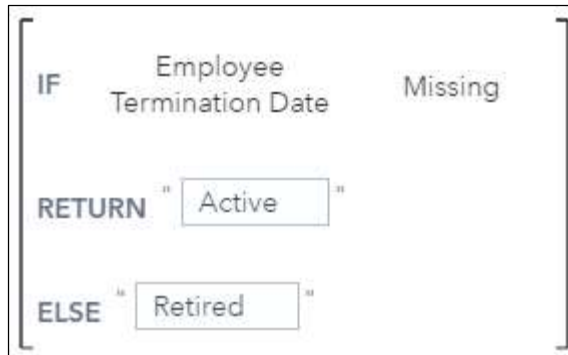 IF Employee Termination Date Missing
RETURN " Active "
ELSE " Retired "